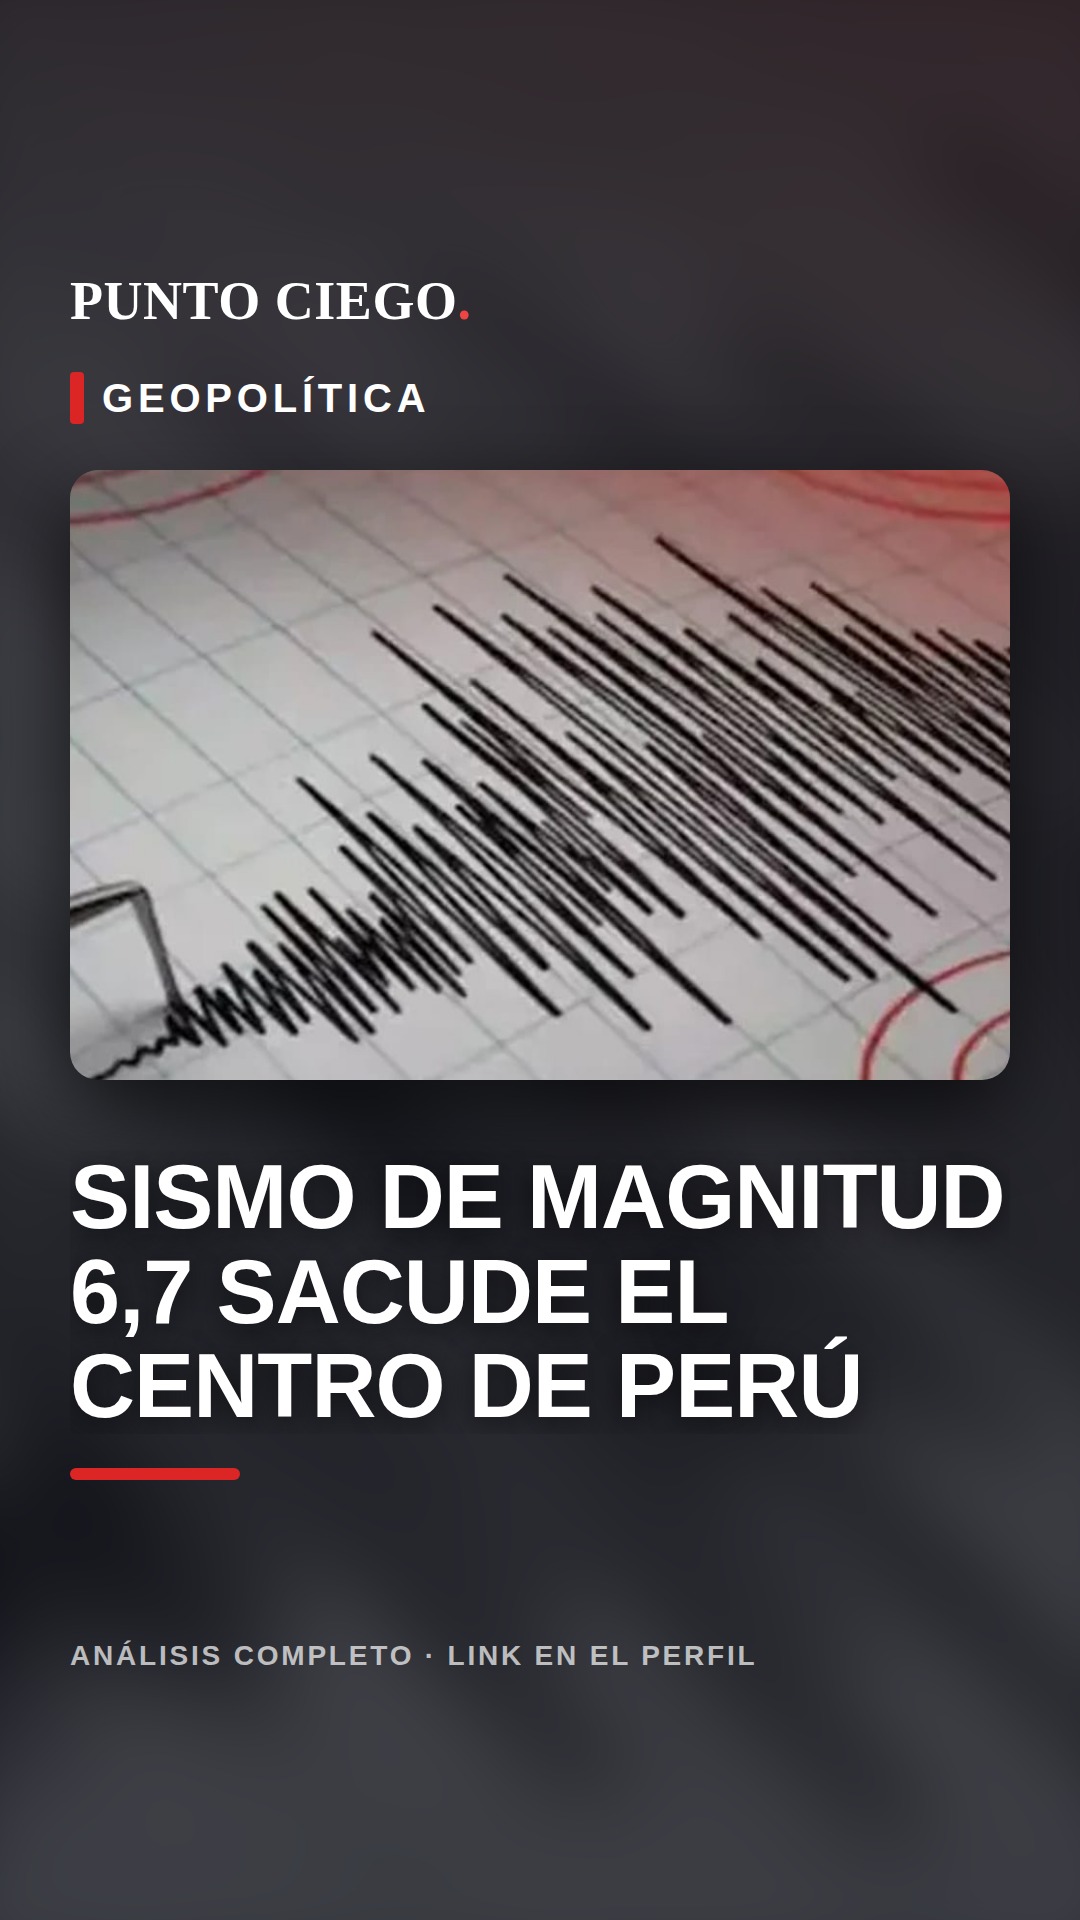 PUNTO CIEGO.
GEOPOLÍTICA
SISMO DE MAGNITUD
6,7 SACUDE EL
CENTRO DE PERÚ
ANÁLISIS COMPLETO · LINK EN EL PERFIL